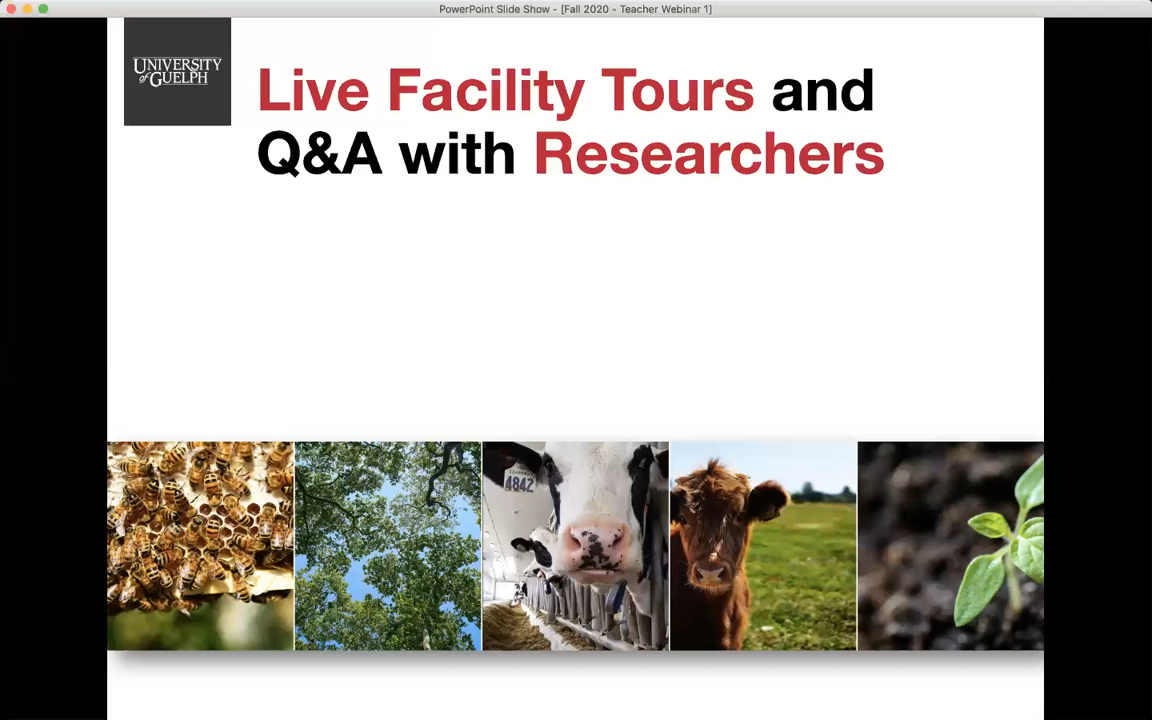 PowerPoint Slide Show - [Fall 2020 - Teacher Webinar 1]
UNIVERSITY
of GUELPH
Live Facility Tours and
Q&A with Researchers
4842